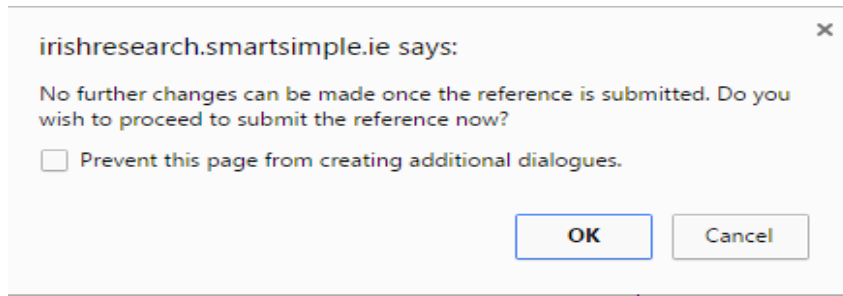 irishresearch.smartsimple.ie says:
No further changes can be made once the reference is submitted. Do you
wish to proceed to submit the reference now?
Prevent this page from creating additional dialogues.
OK Cancel